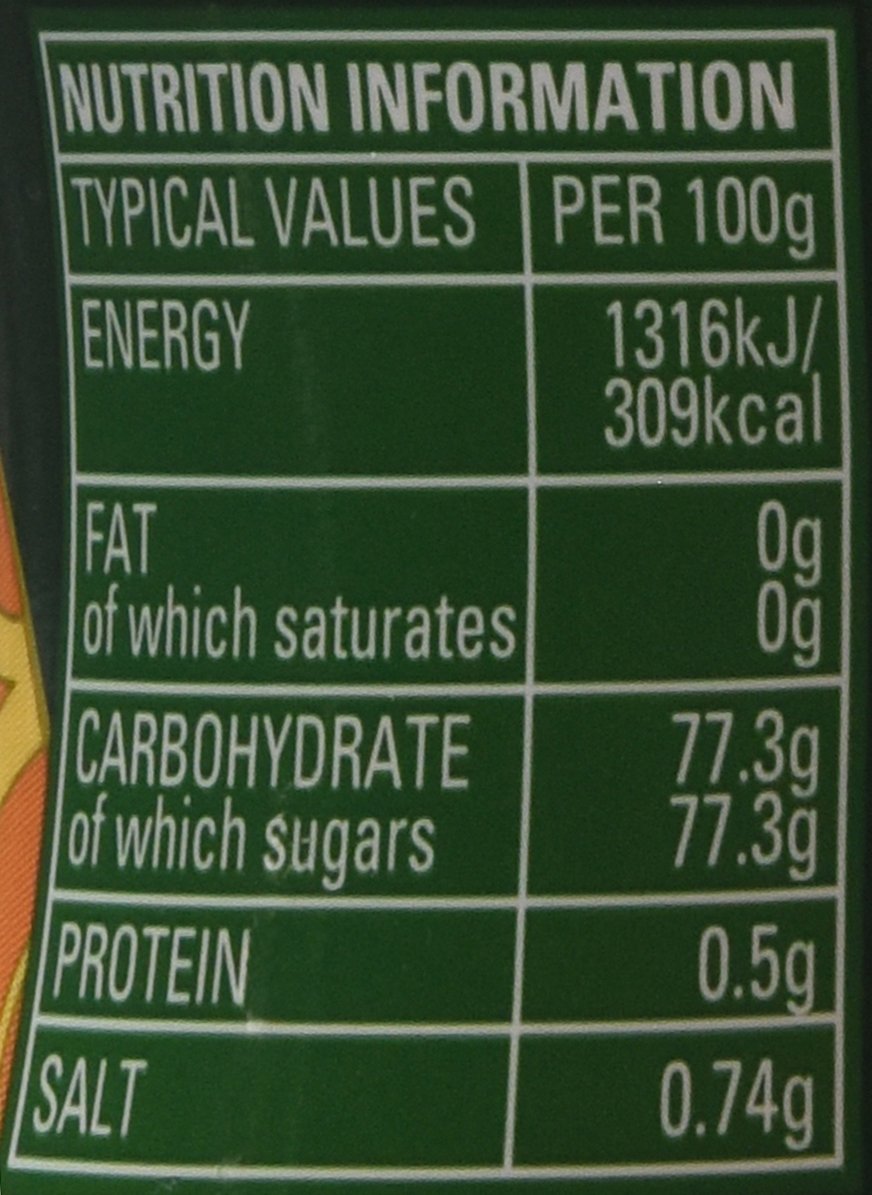 NUTRITION INFORMATION
TYPICAL VALUES PER 100g
ENERGY 1316kJ/
309kcal
FAT 0g
of which saturates 0g
CARBOHYDRATE 77.3g
of which sugars 77.3g
PROTEIN 0.5g
SALT 0.74g